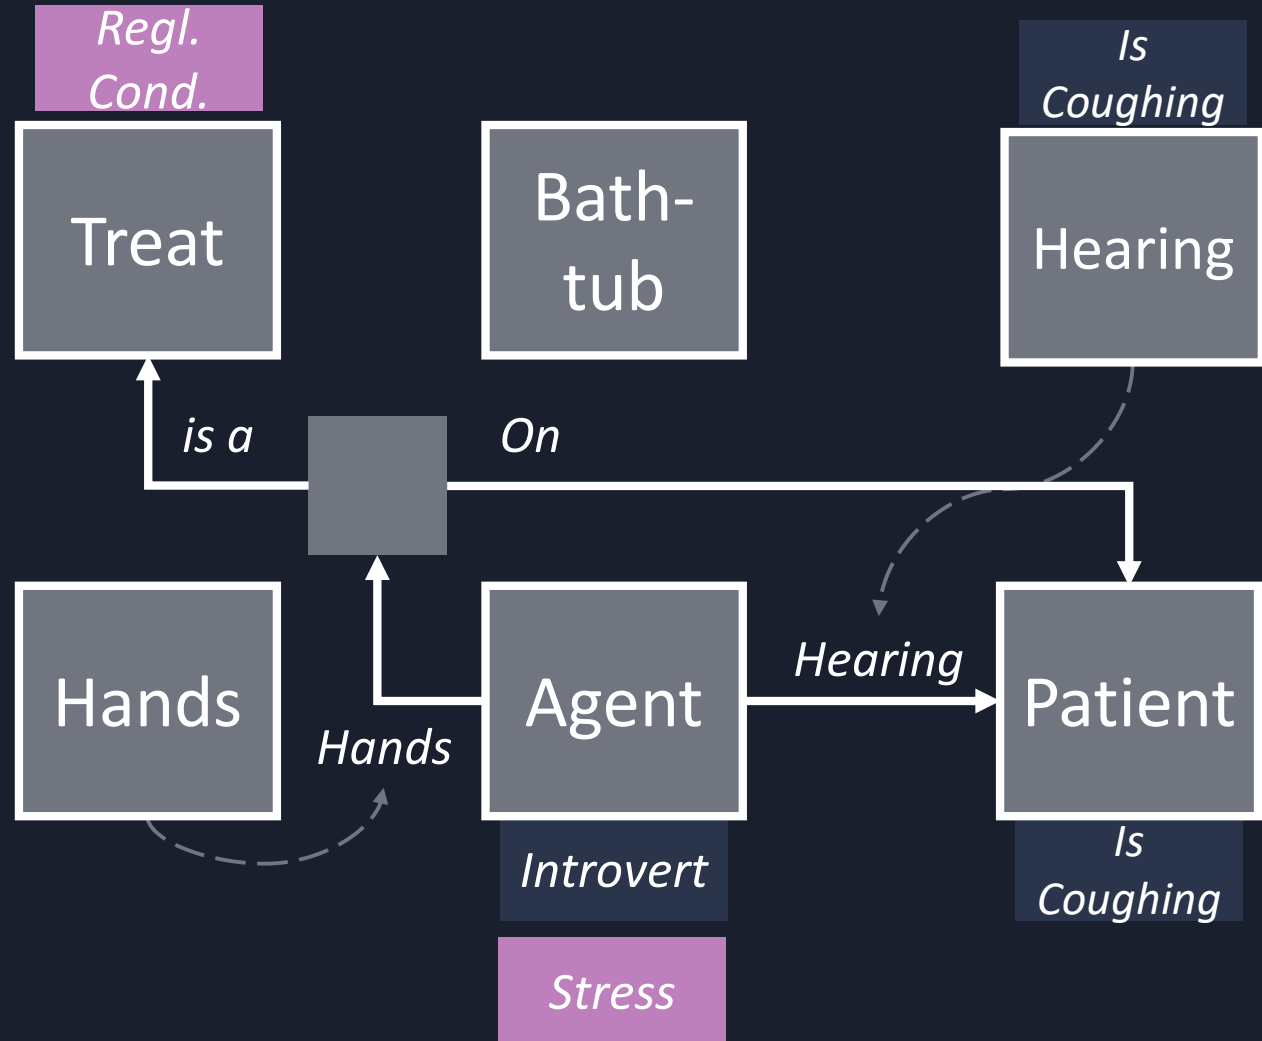 Regl.
Cond.
Is
Coughing
Treat
Bath-
tub
Hearing
is a
On
Hands
Hands
Agent
Hearing
Patient
Introvert
Is
Coughing
Stress